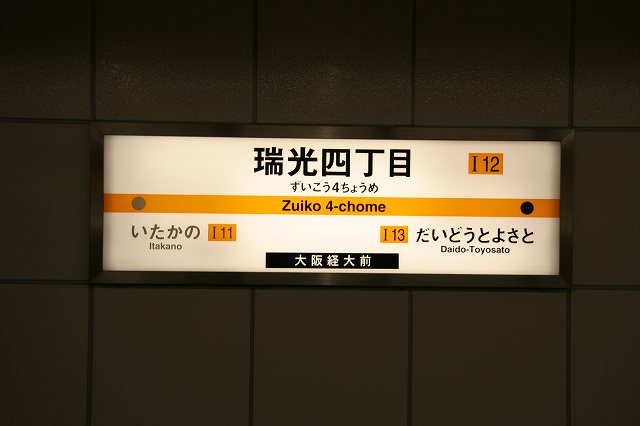 瑞光四丁目 I12
ずいこう4ちょうめ
Zuiko 4-chome
いたかの I11
Itakano
I13 だいどうとよさと
Daido-Toyosato
大阪経大前